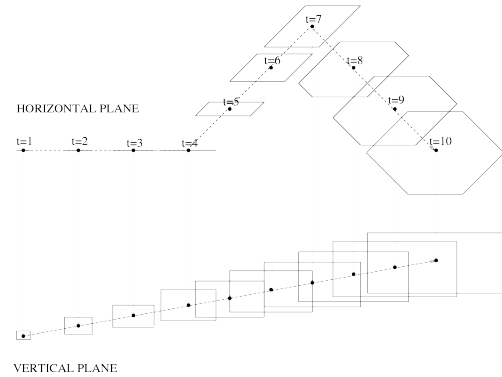 t=7
t=6
t=8
t=5
t=9
HORIZONTAL PLANE
t=1 t=2 t=3 t=4 t=10
VERTICAL PLANE